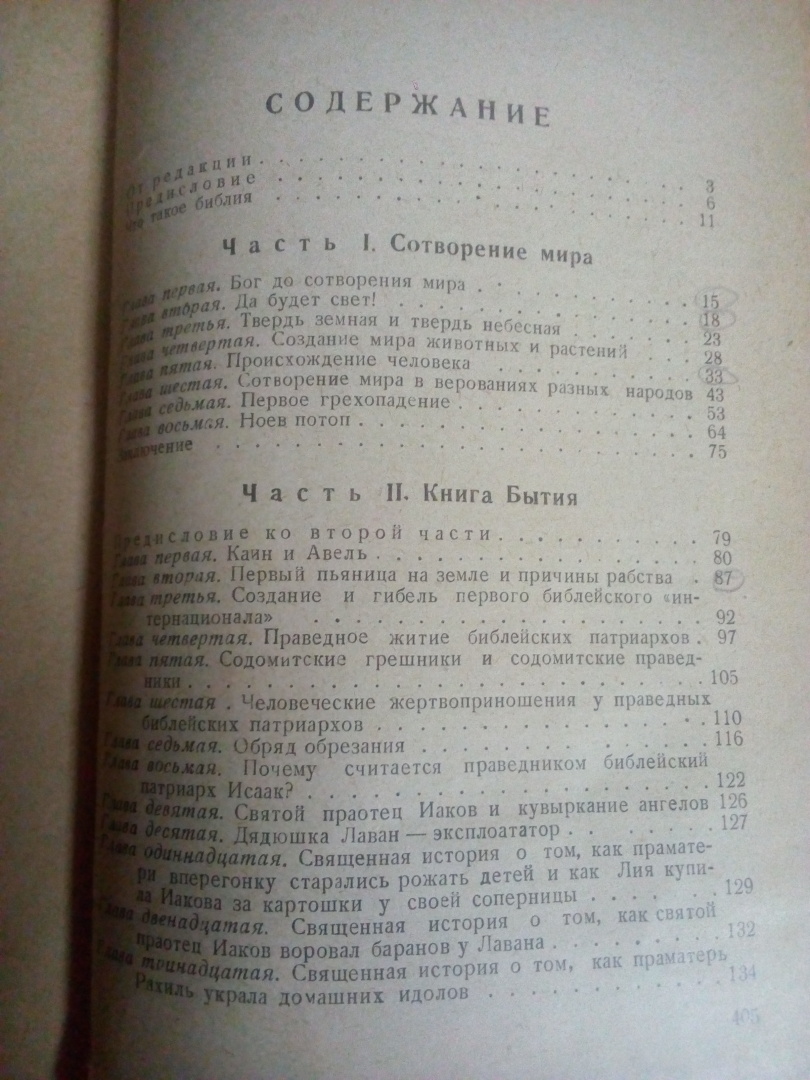 СОДЕРЖАНИЕ
От редакции . . . . . . . . . . 3
Предисловие . . . . . . . . . . 6
Что такое библия . . . . . . . . . . 11
Часть I. Сотворение мира
Глава первая. Бог до сотворения мира . . . . . . 15
Глава вторая. Да будет свет! . . . . . . . . 18
Глава третья. Твердь земная и твердь небесная . . . . 23
Глава четвертая. Создание мира животных и растений . . . 28
Глава пятая. Происхождение человека . . . . . . 33
Глава шестая. Сотворение мира в верованиях разных народов 43
Глава седьмая. Первое грехопадение . . . . . . . 53
Глава восьмая. Ноев потоп . . . . . . . . 64
Заключение . . . . . . . . . . 75
Часть II. Книга Бытия
Предисловие ко второй части . . . . . . . 79
Глава первая. Каин и Авель . . . . . . . . 80
Глава вторая. Первый пьяница на земле и причины рабства . 87
Глава третья. Создание и гибель первого библейского «ин-
тернационала» . . . . . . . . . . 92
Глава четвертая. Праведное житие библейских патриархов . 97
Глава пятая. Содомитские грешники и содомитские правед-
ники . . . . . . . . . . 105
Глава шестая . Человеческие жертвоприношения у праведных
библейских патриархов . . . . . . . . 110
Глава седьмая. Обряд обрезания . . . . . . . 116
Глава восьмая. Почему считается праведником библейский
патриарх Исаак? . . . . . . . . . . 122
Глава девятая. Святой праотец Иаков и кувыркание ангелов 126
Глава десятая. Дядюшка Лаван — эксплоататор . . . . . 127
Глава одиннадцатая. Священная история о том, как прамате-
ри вперегонку старались рожать детей и как Лия купи-
ла Иакова за картошки у своей соперницы . . . . . 129
Глава двенадцатая. Священная история о том, как святой
праотец Иаков воровал баранов у Лавана . . . . . . 132
Глава тринадцатая. Священная история о том, как праматерь
Рахиль украла домашних идолов . . . . . . . 134
405